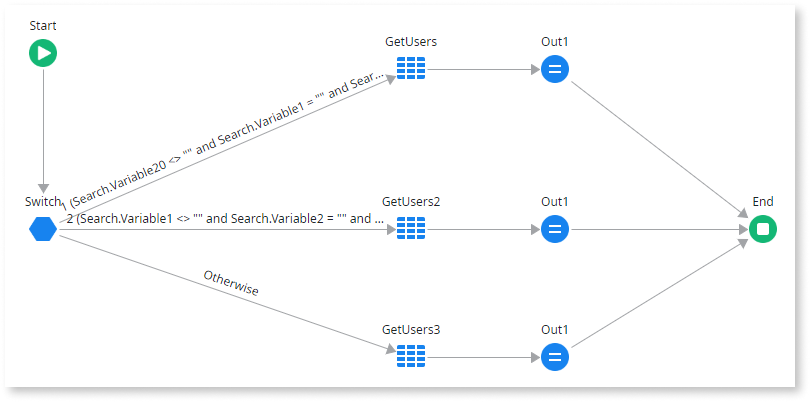 Start
GetUsers
Out1
1 (Search.Variable20 <> "" and Search.Variable1 = "" and Sear...
Switch
2 (Search.Variable1 <> "" and Search.Variable2 = "" and ...
GetUsers2
Out1
End
Otherwise
GetUsers3
Out1